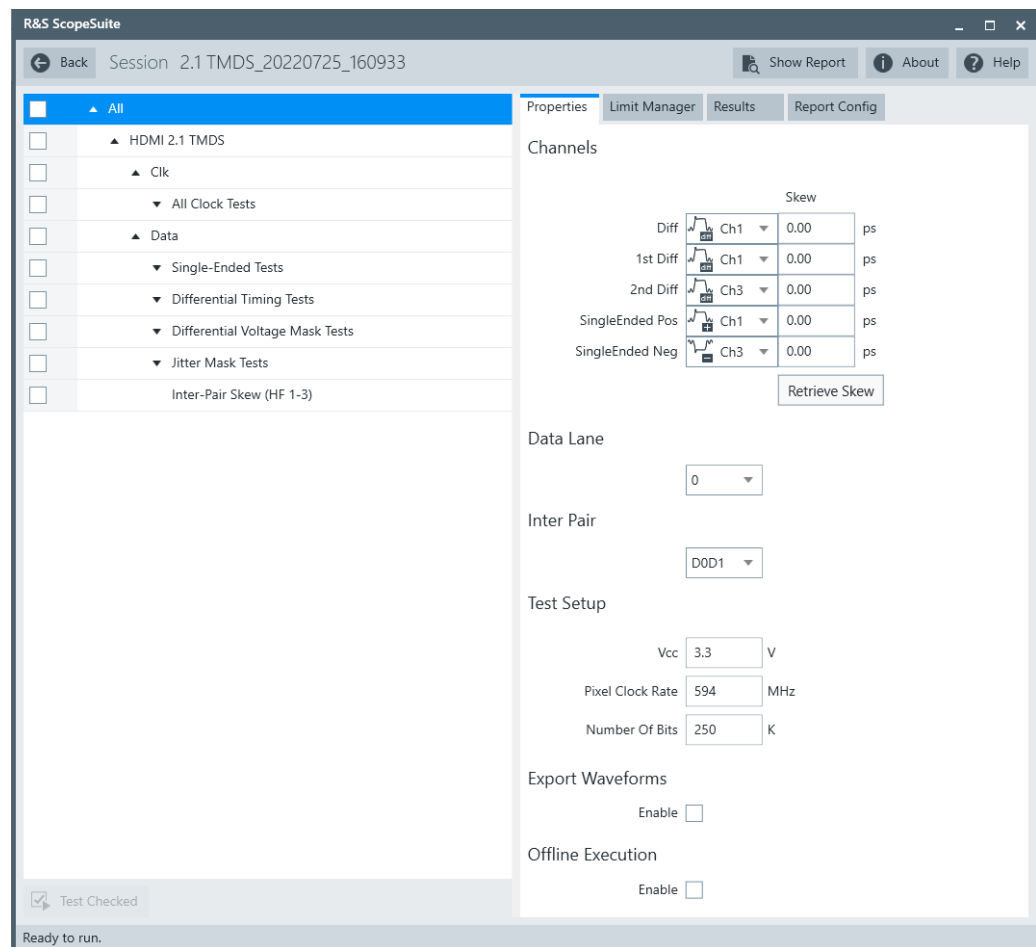 R&S ScopeSuite
Back Session 2.1 TMDS_20220725_160933 Show Report About Help
All
HDMI 2.1 TMDS
Clk
All Clock Tests
Data
Single-Ended Tests
Differential Timing Tests
Differential Voltage Mask Tests
Jitter Mask Tests
Inter-Pair Skew (HF 1-3)
Test Checked
Properties Limit Manager Results Report Config
Channels
Skew
Diff diff Ch1 0.00 ps
1st Diff diff Ch1 0.00 ps
2nd Diff diff Ch3 0.00 ps
SingleEnded Pos Ch1 0.00 ps
SingleEnded Neg Ch3 0.00 ps
Retrieve Skew
Data Lane
0
Inter Pair
D0D1
Test Setup
Vcc 3.3 V
Pixel Clock Rate 594 MHz
Number Of Bits 250 K
Export Waveforms
Enable
Offline Execution
Enable
Ready to run.